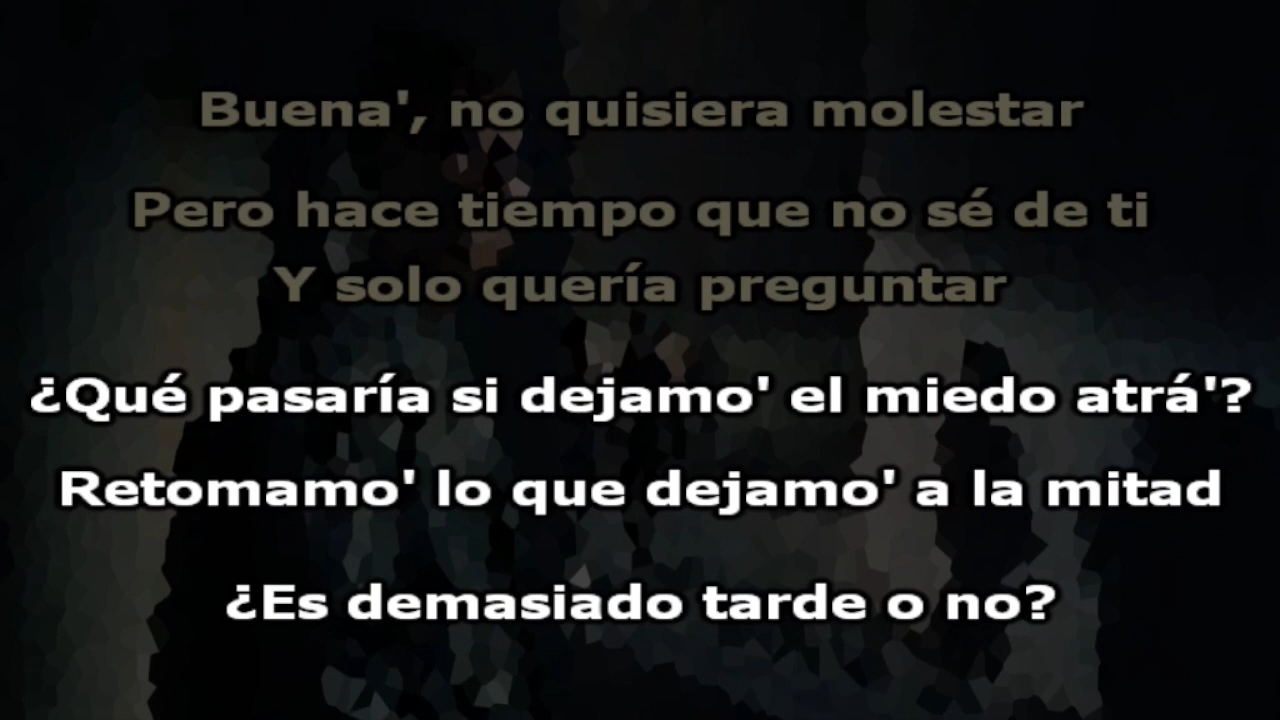 Buena', no quisiera molestar
Pero hace tiempo que no sé de ti
Y solo quería preguntar
¿Qué pasaría si dejamo' el miedo atrá'?
Retomamo' lo que dejamo' a la mitad
¿Es demasiado tarde o no?